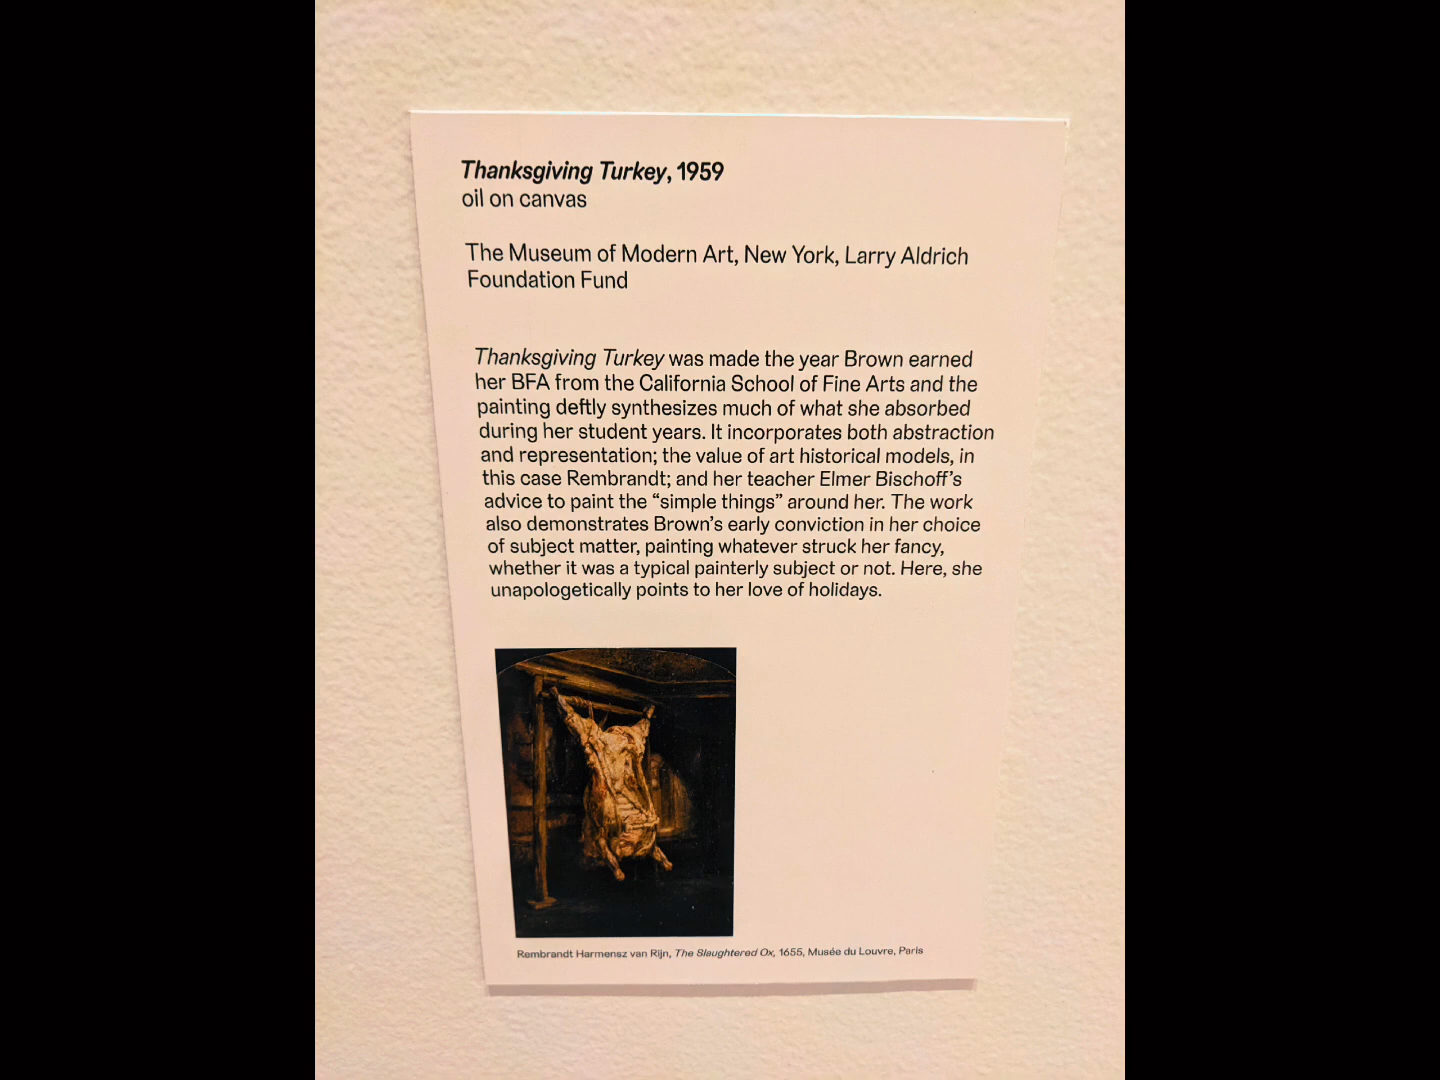 Thanksgiving Turkey, 1959
oil on canvas
The Museum of Modern Art, New York, Larry Aldrich
Foundation Fund
Thanksgiving Turkey was made the year Brown earned
her BFA from the California School of Fine Arts and the
painting deftly synthesizes much of what she absorbed
during her student years. It incorporates both abstraction
and representation; the value of art historical models, in
this case Rembrandt; and her teacher Elmer Bischoff’s
advice to paint the “simple things” around her. The work
also demonstrates Brown’s early conviction in her choice
of subject matter, painting whatever struck her fancy,
whether it was a typical painterly subject or not. Here, she
unapologetically points to her love of holidays.
Rembrandt Harmensz van Rijn, The Slaughtered Ox, 1655, Musée du Louvre, Paris